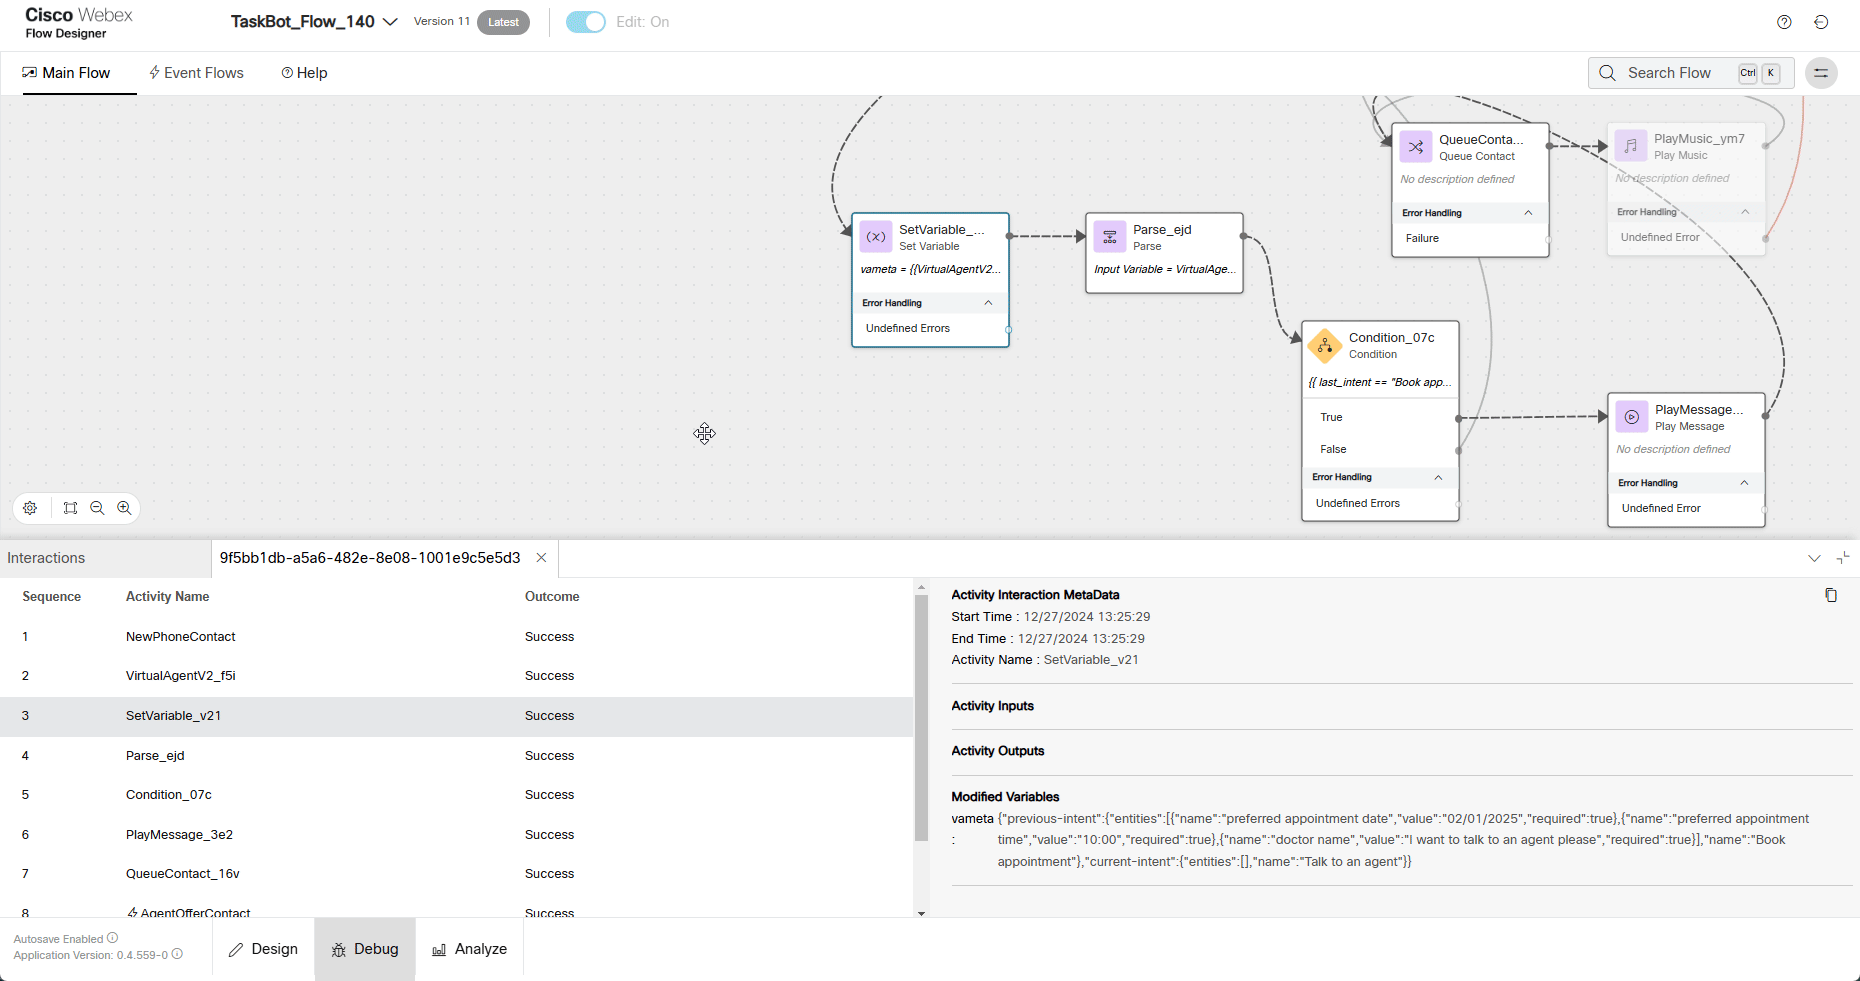 Cisco Webex
Flow Designer
TaskBot_Flow_140
Version 11
Latest
Edit: On
Main Flow
Event Flows
Help
Search Flow
Ctrl
K
QueueConta...
Queue Contact
No description defined
Error Handling
Failure
PlayMusic_ym7
Play Music
No description defined
Error Handling
Undefined Error
SetVariable_...
Set Variable
vameta = {{VirtualAgentV2...
Error Handling
Undefined Errors
Parse_ejd
Parse
Input Variable = VirtualAge...
Condition_07c
Condition
{{ last_intent == "Book app...
True
False
Error Handling
Undefined Errors
PlayMessage...
Play Message
No description defined
Error Handling
Undefined Error
Interactions
9f5bb1db-a5a6-482e-8e08-1001e9c5e5d3
Sequence Activity Name Outcome
1 NewPhoneContact Success
2 VirtualAgentV2_f5i Success
3 SetVariable_v21 Success
4 Parse_ejd Success
5 Condition_07c Success
6 PlayMessage_3e2 Success
7 QueueContact_16v Success
8 AgentOfferContact Success
Activity Interaction MetaData
Start Time : 12/27/2024 13:25:29
End Time : 12/27/2024 13:25:29
Activity Name : SetVariable_v21
Activity Inputs
Activity Outputs
Modified Variables
vameta {"previous-intent":{"entities":[{"name":"preferred appointment date","value":"02/01/2025","required":true},{"name":"preferred appointment
: time","value":"10:00","required":true},{"name":"doctor name","value":"I want to talk to an agent please","required":true}],"name":"Book
appointment"},"current-intent":{"entities":[],"name":"Talk to an agent"}}
Autosave Enabled
Application Version: 0.4.559-0
Design
Debug
Analyze